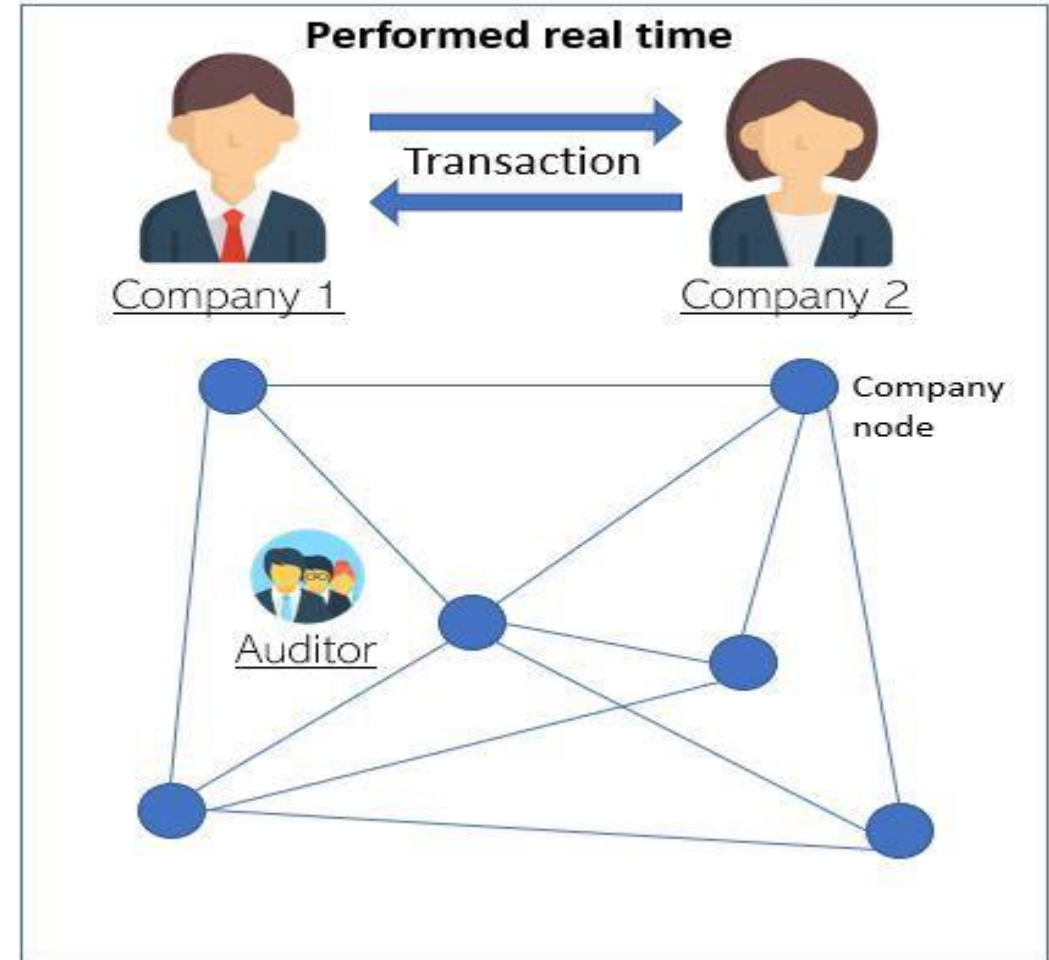 Performed real time
Transaction
Company 1
Company 2
Company
node
Auditor